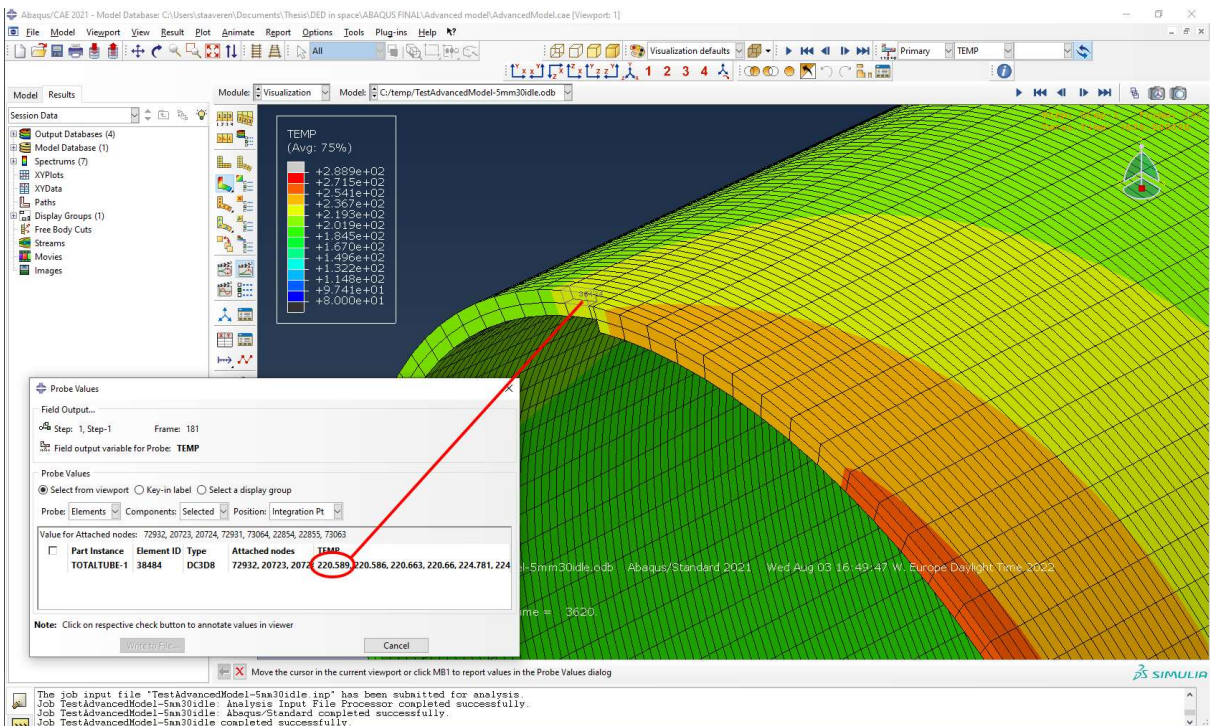 Abaqus/CAE 2021 - Model Database: C:\Users\staaveren\Documents\Thesis\DED in space\ABAQUS FINAL\Advanced model\AdvancedModel.cae [Viewport: 1]
File Model Viewport View Result Plot Animate Report Options Tools Plug-ins Help
All Visualization defaults Primary TEMP
1 2 3 4
Model Results Module: Visualization Model: C:/temp/TestAdvancedModel-5mm30idle.odb
Session Data
Output Databases (4)
Model Database (1)
Spectrums (7)
XYPlots
XYData
Paths
Display Groups (1)
Free Body Cuts
Streams
Movies
Images
TEMP
(Avg: 75%)
+2.889e+02
+2.715e+02
+2.541e+02
+2.367e+02
+2.193e+02
+2.019e+02
+1.845e+02
+1.670e+02
+1.496e+02
+1.322e+02
+1.148e+02
+9.741e+01
+8.000e+01
Probe Values
Field Output...
Step: 1, Step-1 Frame: 181
Field output variable for Probe: TEMP
Probe Values
Select from viewport Key-in label Select a display group
Probe: Elements Components: Selected Position: Integration Pt
Value for Attached nodes: 72932, 20723, 20724, 72931, 73064, 22854, 22855, 73063
Part Instance Element ID Type Attached nodes TEMP
TOTALTUBE-1 38484 DC3D8 72932, 20723, 2072 220.589, 220.586, 220.663, 220.66, 224.781, 224
Note: Click on respective check button to annotate values in viewer
Write to File... Cancel
l-5mm30idle.odb Abaqus/Standard 2021 Wed Aug 03 16:49:47 W. Europe Daylight Time 2022
ime = 3620
Move the cursor in the current viewport or click MB1 to report values in the Probe Values dialog
SIMULIA
The job input file "TestAdvancedModel-5mm30idle.inp" has been submitted for analysis.
Job TestAdvancedModel-5mm30idle: Analysis Input File Processor completed successfully.
Job TestAdvancedModel-5mm30idle: Abaqus/Standard completed successfully.
Job TestAdvancedModel-5mm30idle completed successfully.